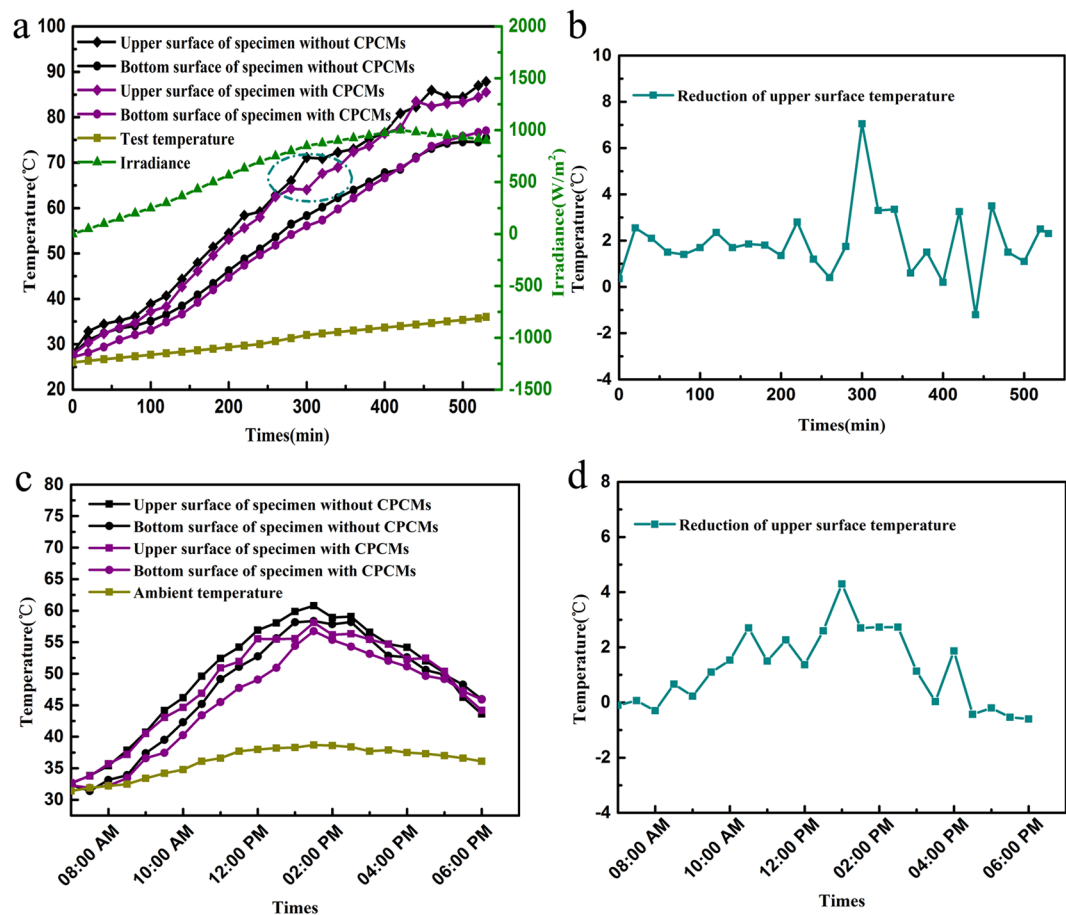 a
Temperature(℃)
100
90
80
70
60
50
40
30
20
Upper surface of specimen without CPCMs
Bottom surface of specimen without CPCMs
Upper surface of specimen with CPCMs
Bottom surface of specimen with CPCMs
Test temperature
Irradiance
2000
1500
1000
500
0
-500
-1000
-1500
Irradiance(W/m²)
0 100 200 300 400 500
Times(min)
b
Temperature(℃)
10
8
6
4
2
0
-2
-4
Reduction of upper surface temperature
0 100 200 300 400 500
Times(min)
c
Temperature(℃)
80
75
70
65
60
55
50
45
40
35
30
Upper surface of specimen without CPCMs
Bottom surface of specimen without CPCMs
Upper surface of specimen with CPCMs
Bottom surface of specimen with CPCMs
Ambient temperature
08:00 AM 10:00 AM 12:00 PM 02:00 PM 04:00 PM 06:00 PM
Times
d
Temperature(℃)
8
6
4
2
0
-2
-4
Reduction of upper surface temperature
08:00 AM 10:00 AM 12:00 PM 02:00 PM 04:00 PM 06:00 PM
Times